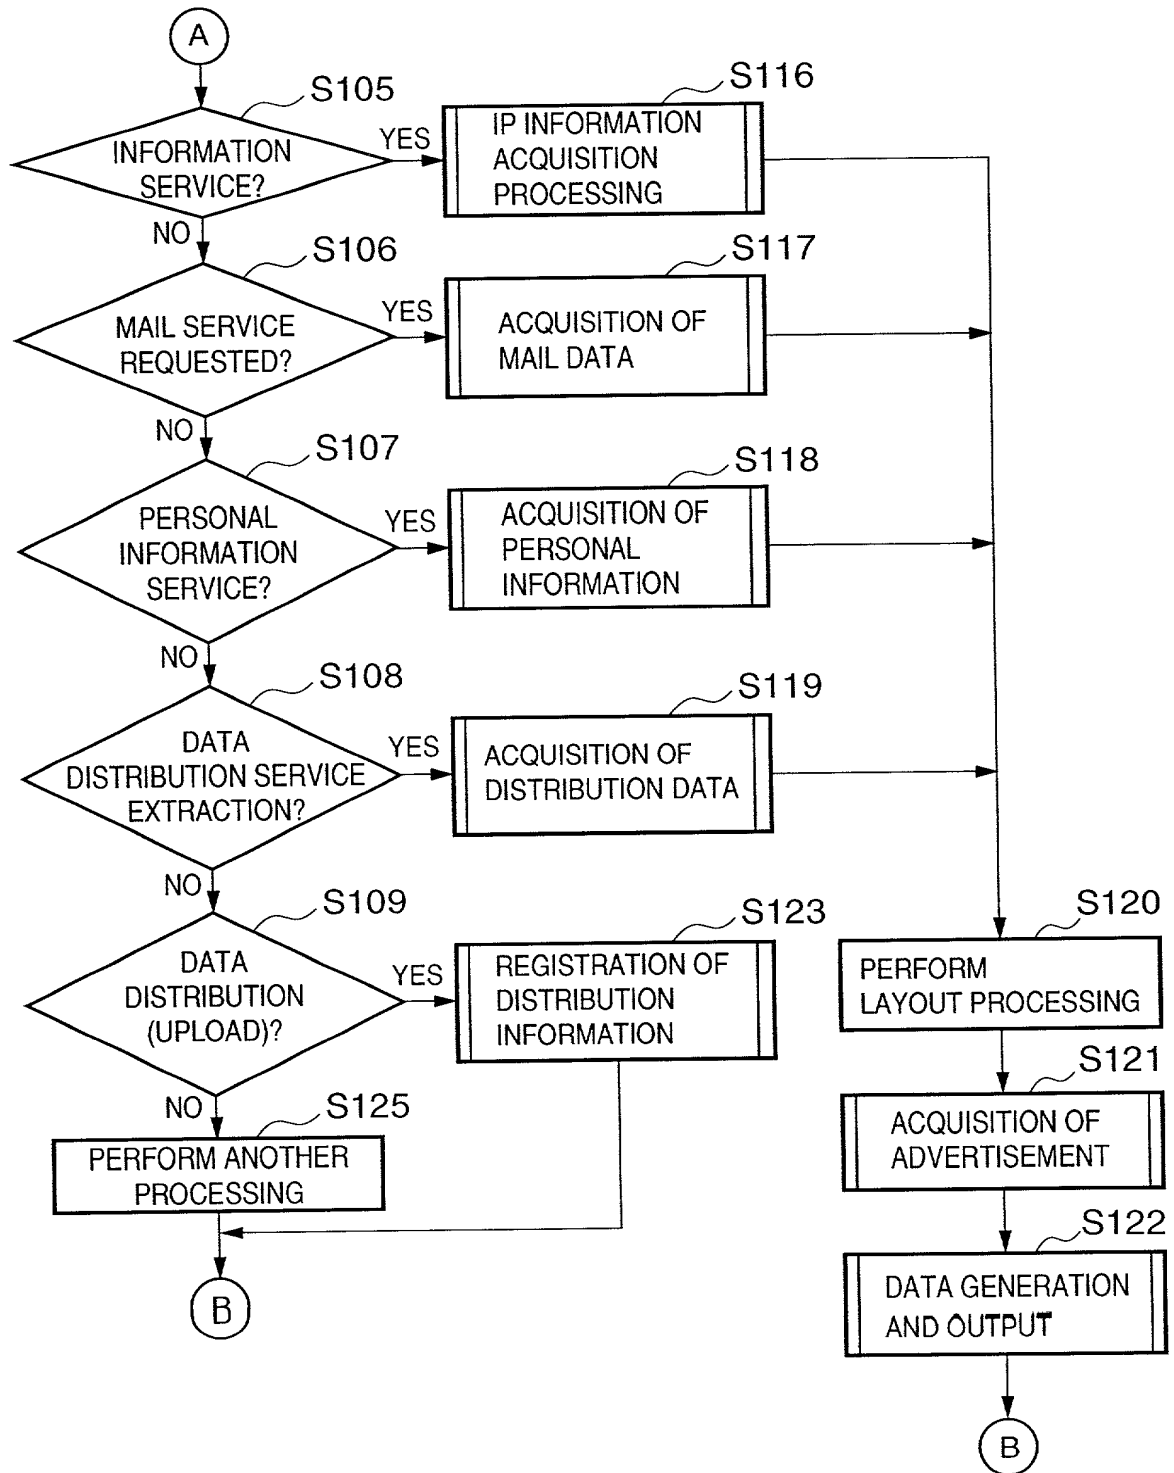 A
S105
INFORMATION
SERVICE?
YES
NO
S116
IP INFORMATION
ACQUISITION
PROCESSING
S106
MAIL SERVICE
REQUESTED?
YES
NO
S117
ACQUISITION OF
MAIL DATA
S107
PERSONAL
INFORMATION
SERVICE?
YES
NO
S118
ACQUISITION OF
PERSONAL
INFORMATION
S108
DATA
DISTRIBUTION SERVICE
EXTRACTION?
YES
NO
S119
ACQUISITION OF
DISTRIBUTION DATA
S109
DATA
DISTRIBUTION
(UPLOAD)?
YES
NO
S123
REGISTRATION OF
DISTRIBUTION
INFORMATION
S125
PERFORM ANOTHER
PROCESSING
B
S120
PERFORM
LAYOUT PROCESSING
S121
ACQUISITION OF
ADVERTISEMENT
S122
DATA GENERATION
AND OUTPUT
B